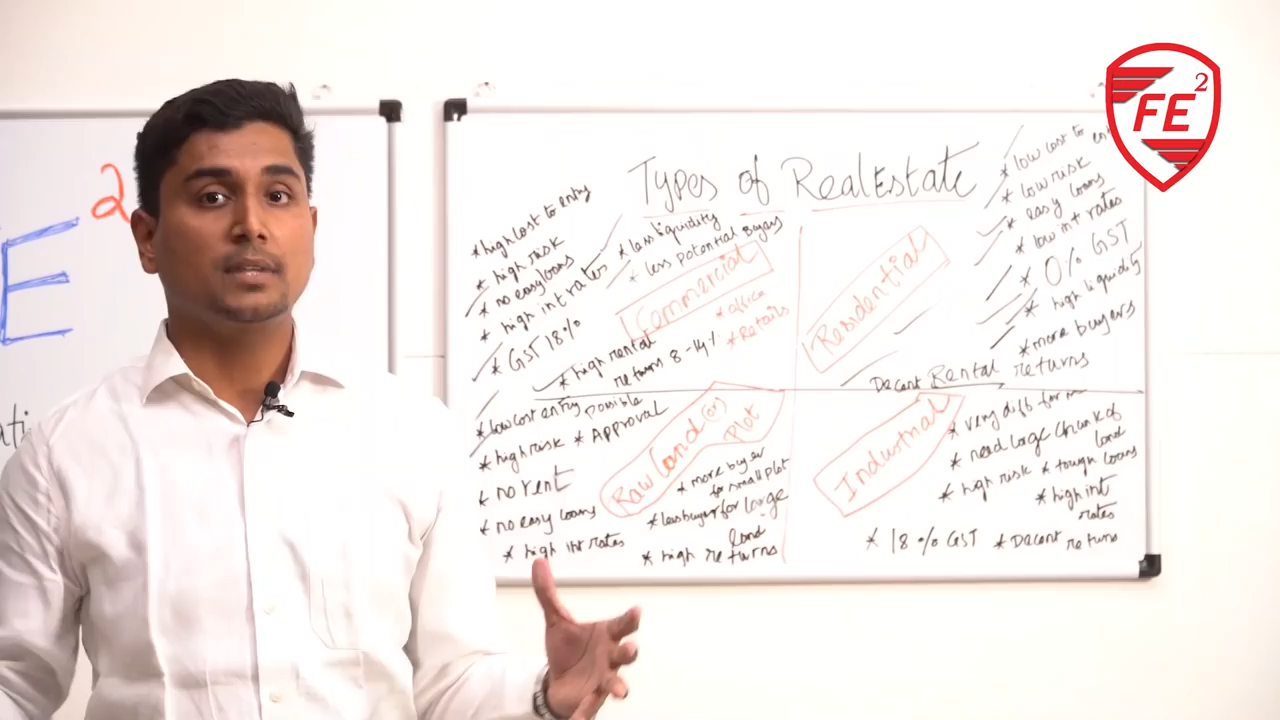 FE²
2
E
Types of RealEstate
* high cost to entry
* high risk
* no easy loans
* high int rates
* GST 18%
* less liquidity
* less potential Buyers
Commercial
* office
* Retails
* high rental
returns 8-14%
* low cost to
* low risk
* easy loans
* low int rates
* 0% GST
* high liquidity
* more buyers
Residential
Decant Rental returns
* low cost entry possible
* high risk * Approval
* no rent
* no easy loans
* high int rates
Raw Land (or)
Plot
* more buyer
for small plot
* less buyer for large
land
* high returns
Industrial
* very diff for
* need large chunk of
land
* high risk * tough loans
* high int
rates
* 18% GST * Decant returns